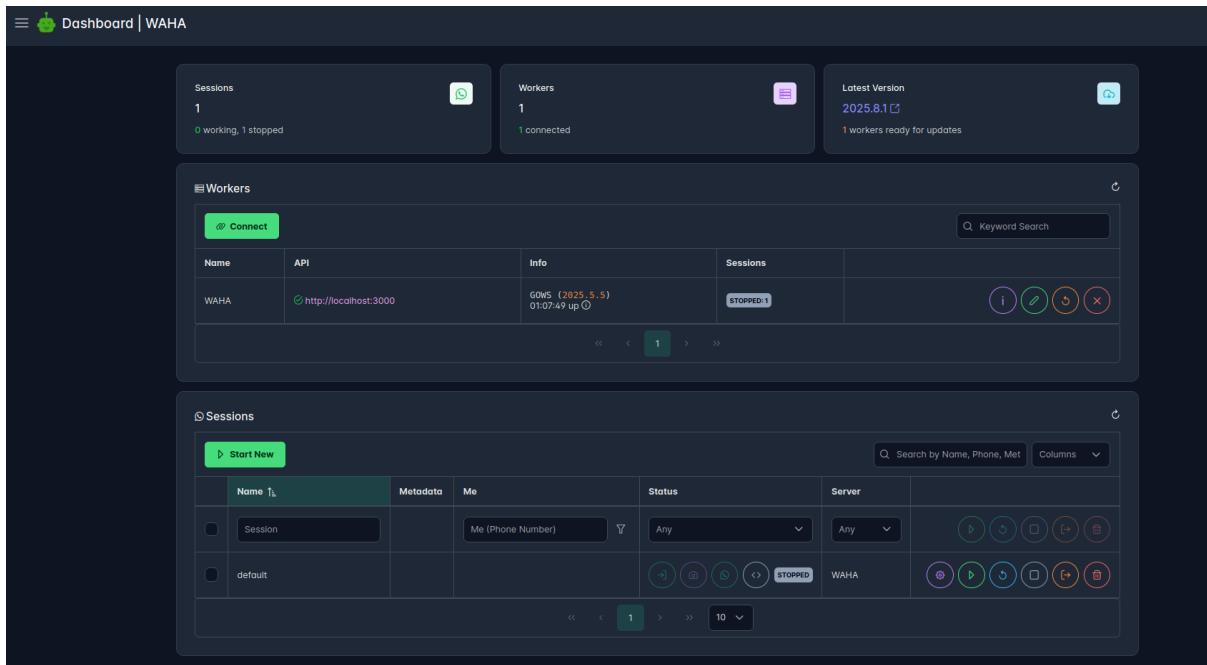 Dashboard | WAHA
Sessions
1
0 working, 1 stopped
Workers
1
1 connected
Latest Version
2025.8.1
1 workers ready for updates
Workers
Connect
Keyword Search
Name API Info Sessions
WAHA http://localhost:3000 GOWS (2025.5.5) STOPPED: 1
01:07:49 up
« ‹ 1 › »
Sessions
Start New
Search by Name, Phone, Met Columns
Name Metadata Me Status Server
Session Me (Phone Number) Any Any
default STOPPED WAHA
« ‹ 1 › » 10